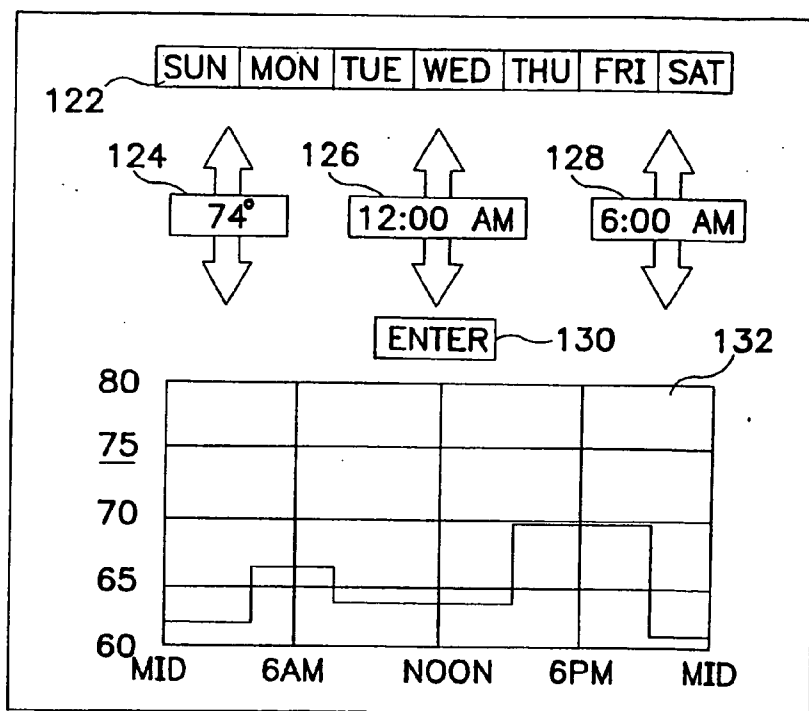 SUN MON TUE WED THU FRI SAT
122
124 126 128
74° 12:00 AM 6:00 AM
ENTER 130 132
80
75
70
65
60
MID 6AM NOON 6PM MID